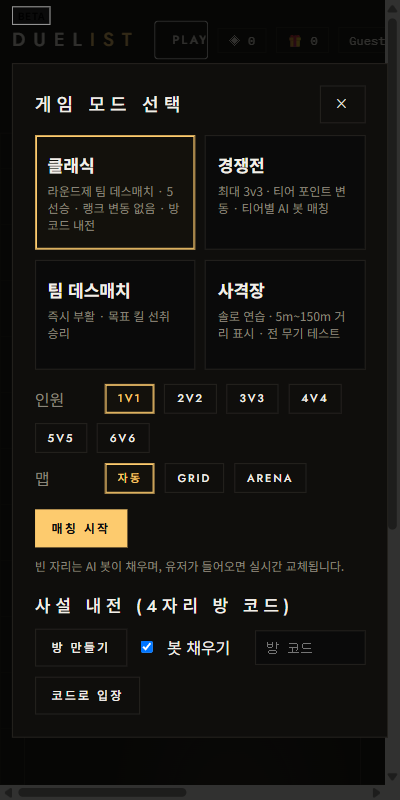 BETA
DUELIST
PLAY
◈ 0
🎁 0
Guest
게임 모드 선택
×
클래식
라운드제 팀 데스매치 · 5
선승 · 랭크 변동 없음 · 방
코드 내전
경쟁전
최대 3v3 · 티어 포인트 변
동 · 티어별 AI 봇 매칭
팀 데스매치
즉시 부활 · 목표 킬 선취
승리
사격장
솔로 연습 · 5m~150m 거
리 표시 · 전 무기 테스트
인원
1V1
2V2
3V3
4V4
5V5
6V6
맵
자동
GRID
ARENA
매칭 시작
빈 자리는 AI 봇이 채우며, 유저가 들어오면 실시간 교체됩니다.
사설 내전 (4자리 방 코드)
방 만들기
봇 채우기
방 코드
코드로 입장